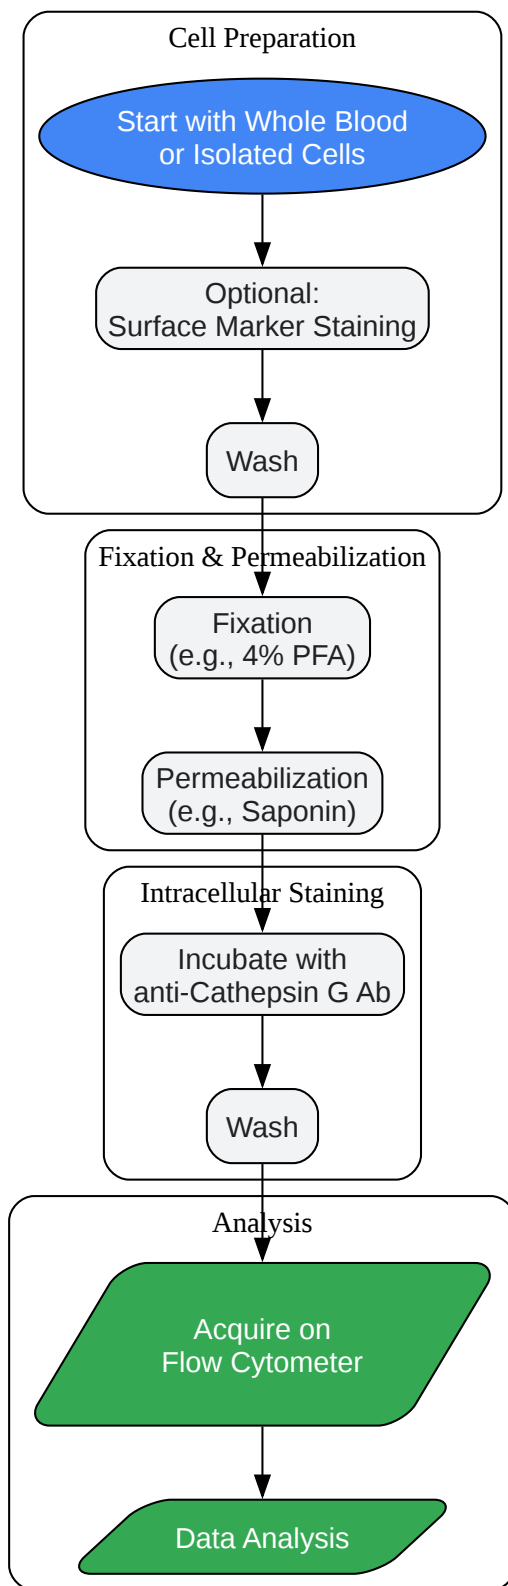 Cell Preparation
Start with Whole Blood
or Isolated Cells
Optional:
Surface Marker Staining
Wash
Fixation & Permeabilization
Fixation
(e.g., 4% PFA)
Permeabilization
(e.g., Saponin)
Intracellular Staining
Incubate with
anti-Cathepsin G Ab
Wash
Analysis
Acquire on
Flow Cytometer
Data Analysis